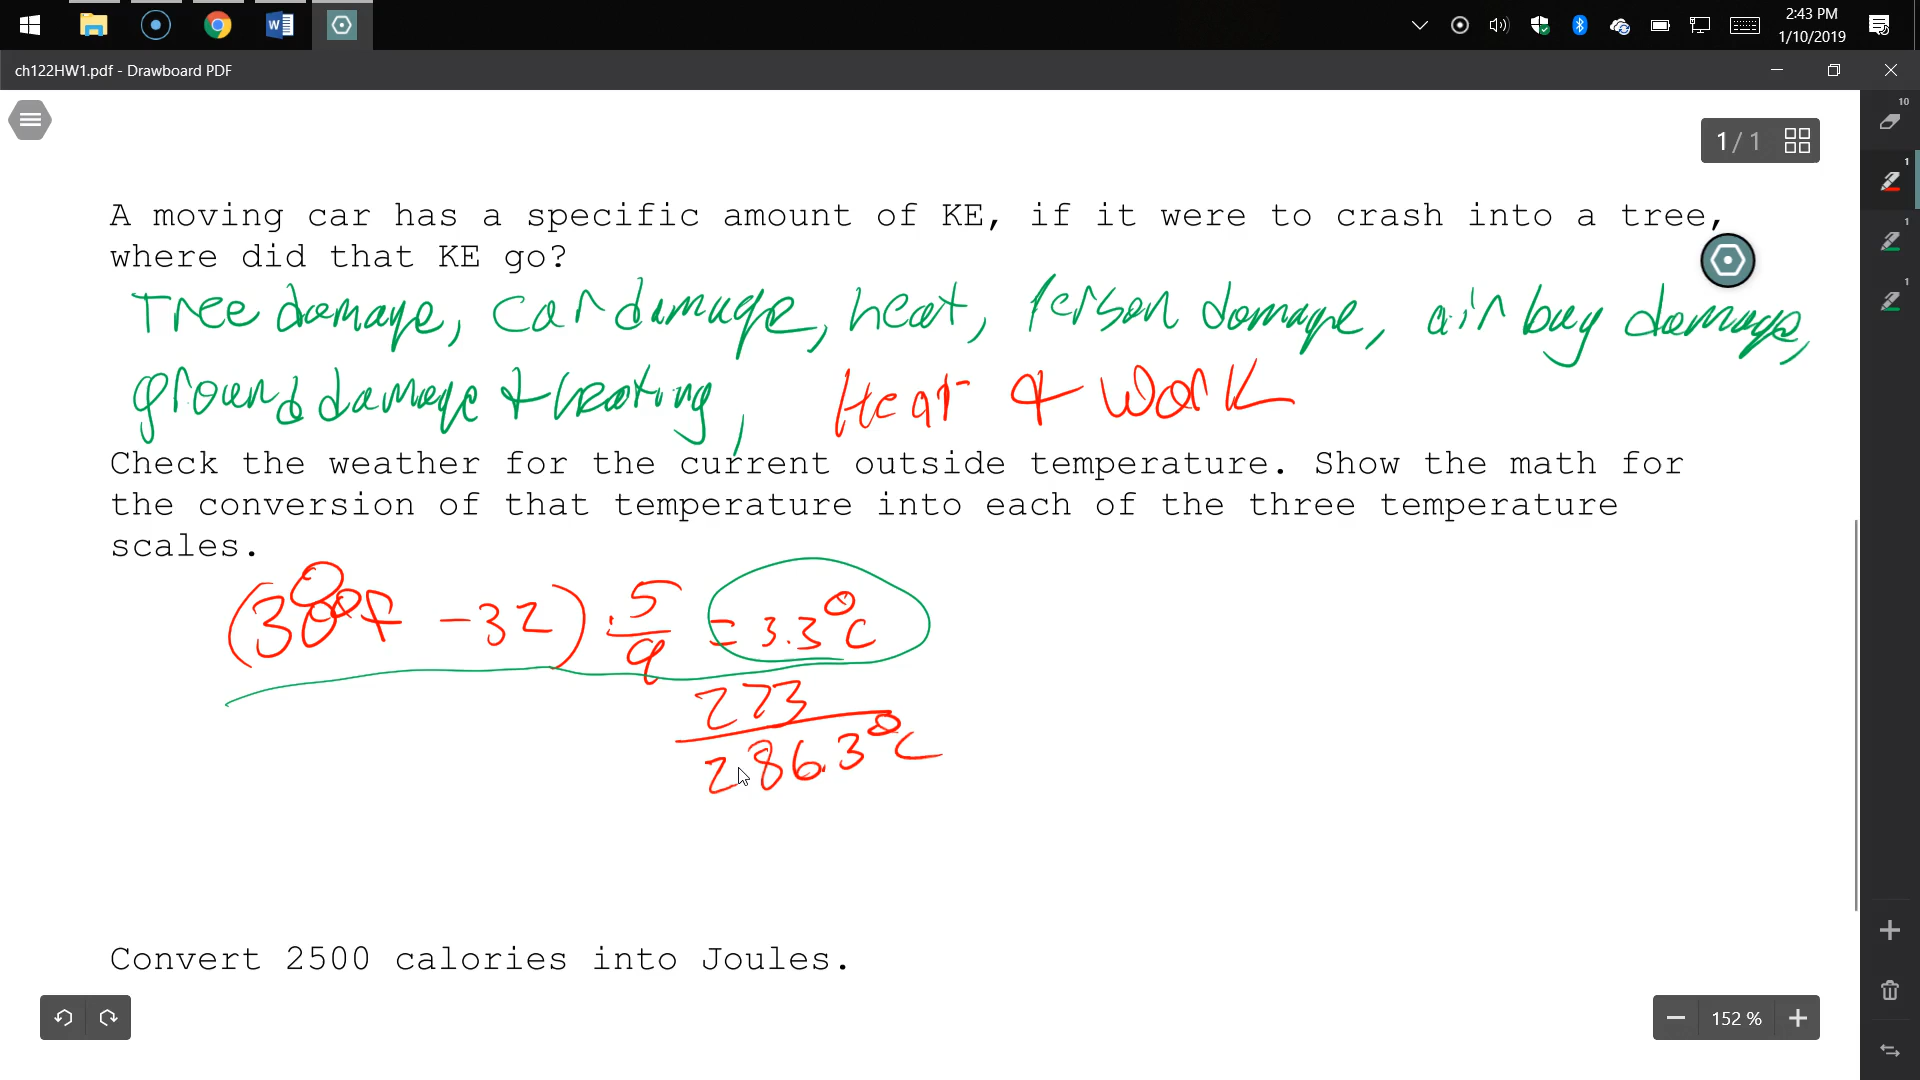 2:43 PM
1/10/2019
ch122HW1.pdf - Drawboard PDF
10
1 / 1
1
1
1
A moving car has a specific amount of KE, if it were to crash into a tree,
where did that KE go?
Tree damage, car damage, heat, Person damage, air bag damage,
ground damage + heating, Heat + Work
Check the weather for the current outside temperature. Show the math for
the conversion of that temperature into each of the three temperature
scales.
(38°F - 32) · 5/9 = 3.3°C
273
286.3°C
Convert 2500 calories into Joules.
152 %